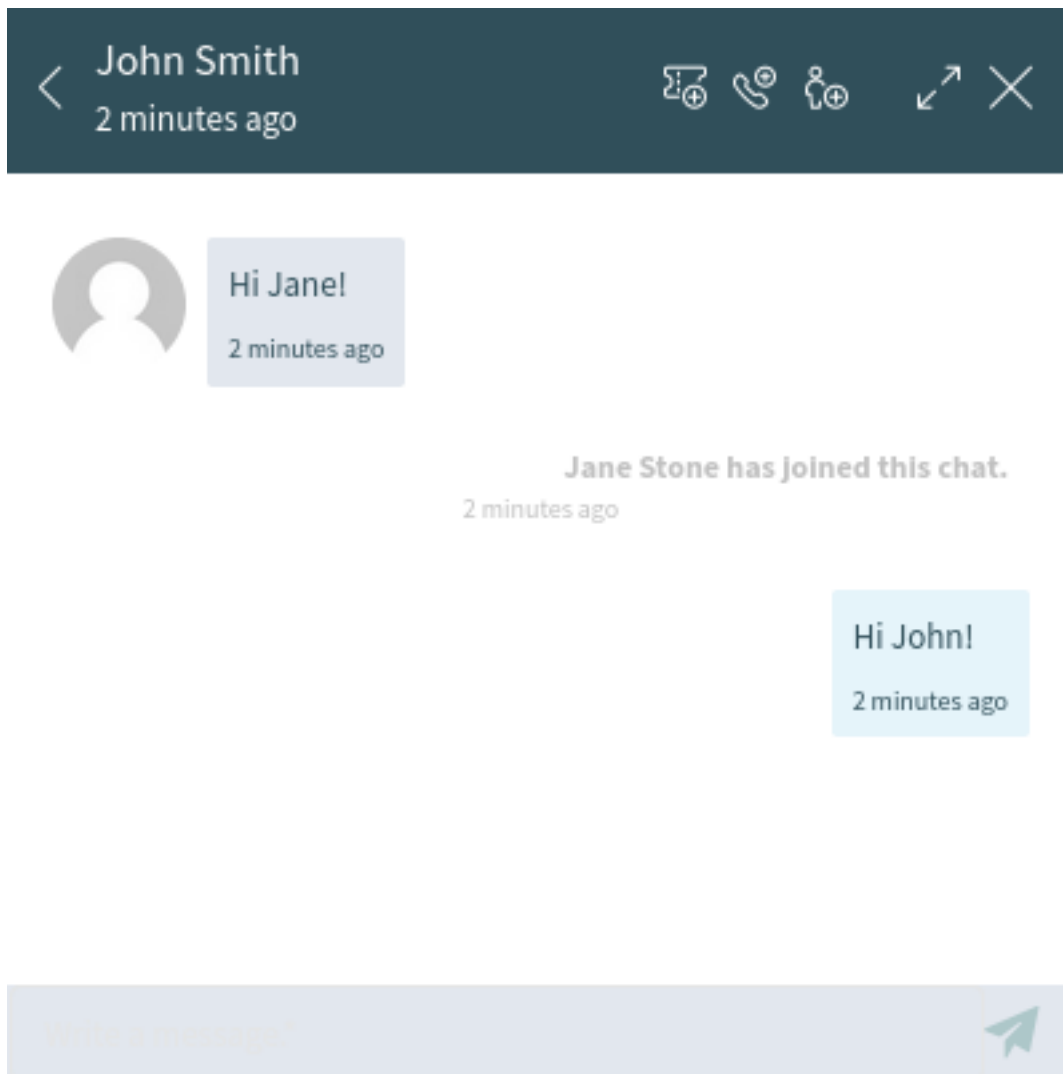 John Smith
2 minutes ago
Hi Jane!
2 minutes ago
Jane Stone has joined this chat.
2 minutes ago
Hi John!
2 minutes ago